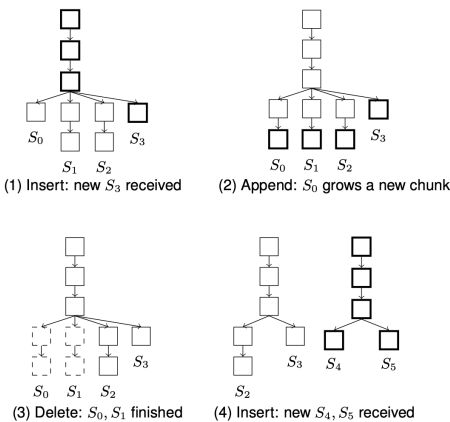 S₀ S₃
S₁ S₂
(1) Insert: new S₃ received
S₃
S₀ S₁ S₂
(2) Append: S₀ grows a new chunk
S₃
S₀ S₁ S₂
(3) Delete: S₀, S₁ finished
S₃ S₄ S₅
S₂
(4) Insert: new S₄, S₅ received